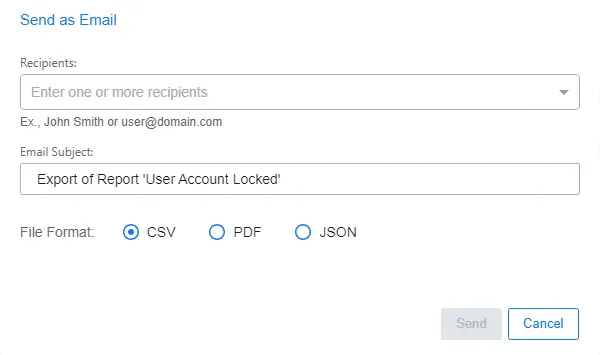 Send as Email
Recipients:
Enter one or more recipients
Ex., John Smith or user@domain.com
Email Subject:
Export of Report 'User Account Locked'
File Format: CSV PDF JSON
Send Cancel